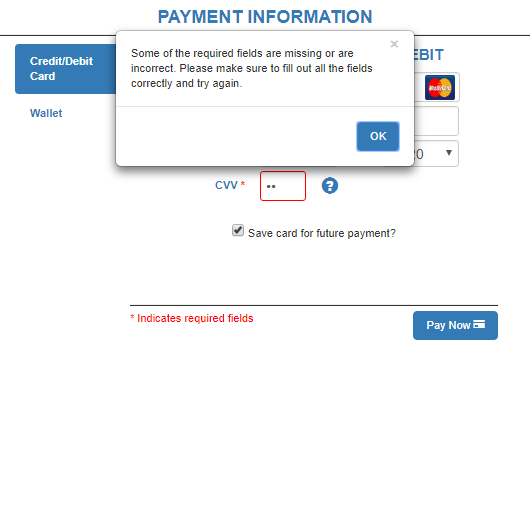 PAYMENT INFORMATION
Credit/Debit
Card
Wallet
×
Some of the required fields are missing or are
incorrect. Please make sure to fill out all the fields
correctly and try again.
OK
EBIT
MasterCard
20
CVV *
?
Save card for future payment?
* Indicates required fields
Pay Now